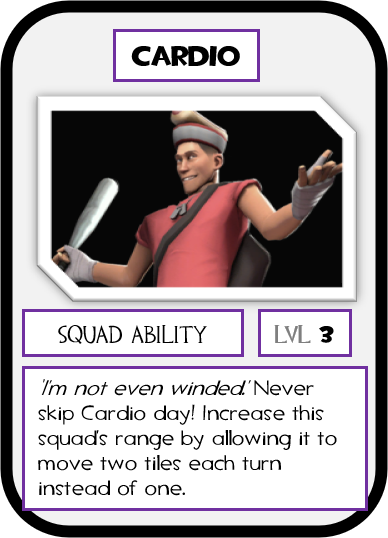 CARDIO
SQUAD ABILITY
LVL 3
'I'm not even winded.' Never
skip Cardio day! Increase this
squad's range by allowing it to
move two tiles each turn
instead of one.